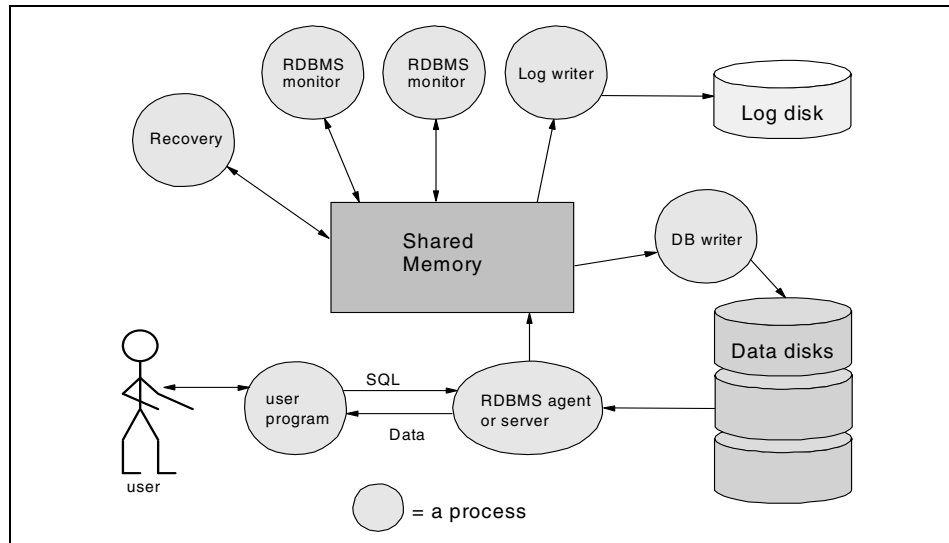 RDBMS
monitor
RDBMS
monitor
Log writer
Log disk
Recovery
Shared
Memory
DB writer
Data disks
SQL
user
program
RDBMS agent
or server
Data
user
= a process